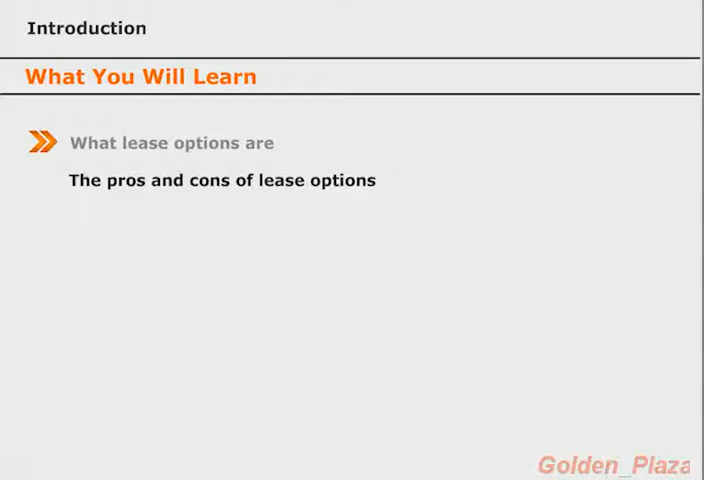 Introduction
What You Will Learn
What lease options are
The pros and cons of lease options
Golden_Plaza